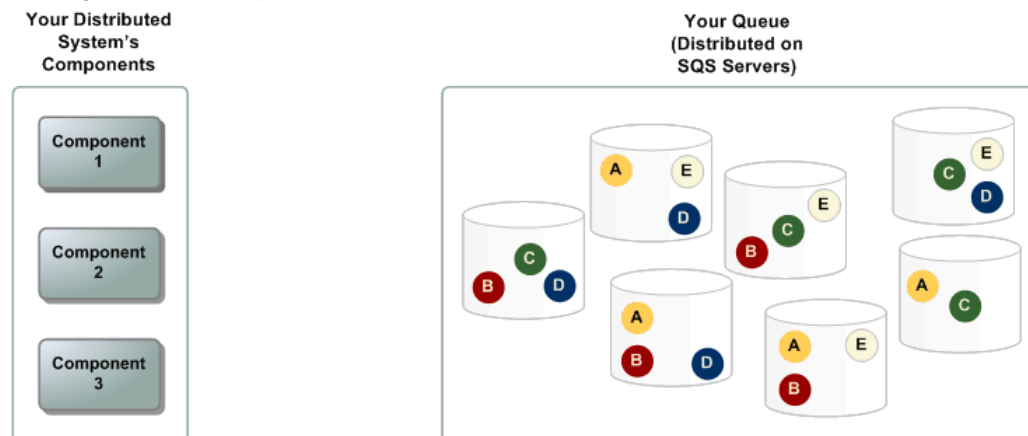 Your Distributed
System's
Components
Your Queue
(Distributed on
SQS Servers)
Component
1
Component
2
Component
3
A
E
D
B
C
E
C
E
D
C
B
D
A
B
D
A
E
B
A
C